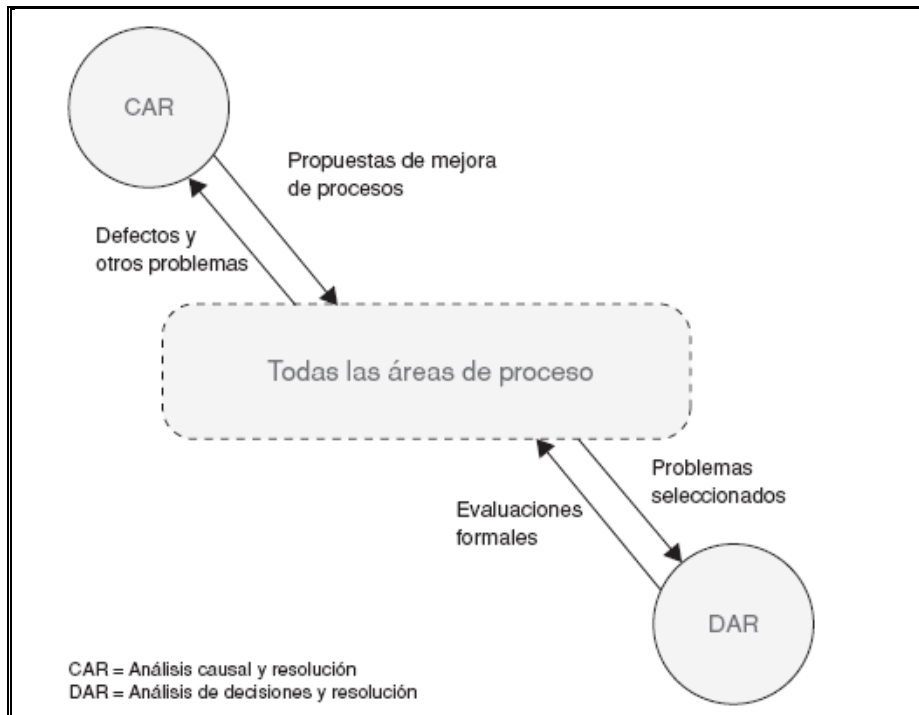 CAR
Propuestas de mejora
de procesos
Defectos y
otros problemas
Todas las áreas de proceso
Problemas
seleccionados
Evaluaciones
formales
DAR
CAR = Análisis causal y resolución
DAR = Análisis de decisiones y resolución